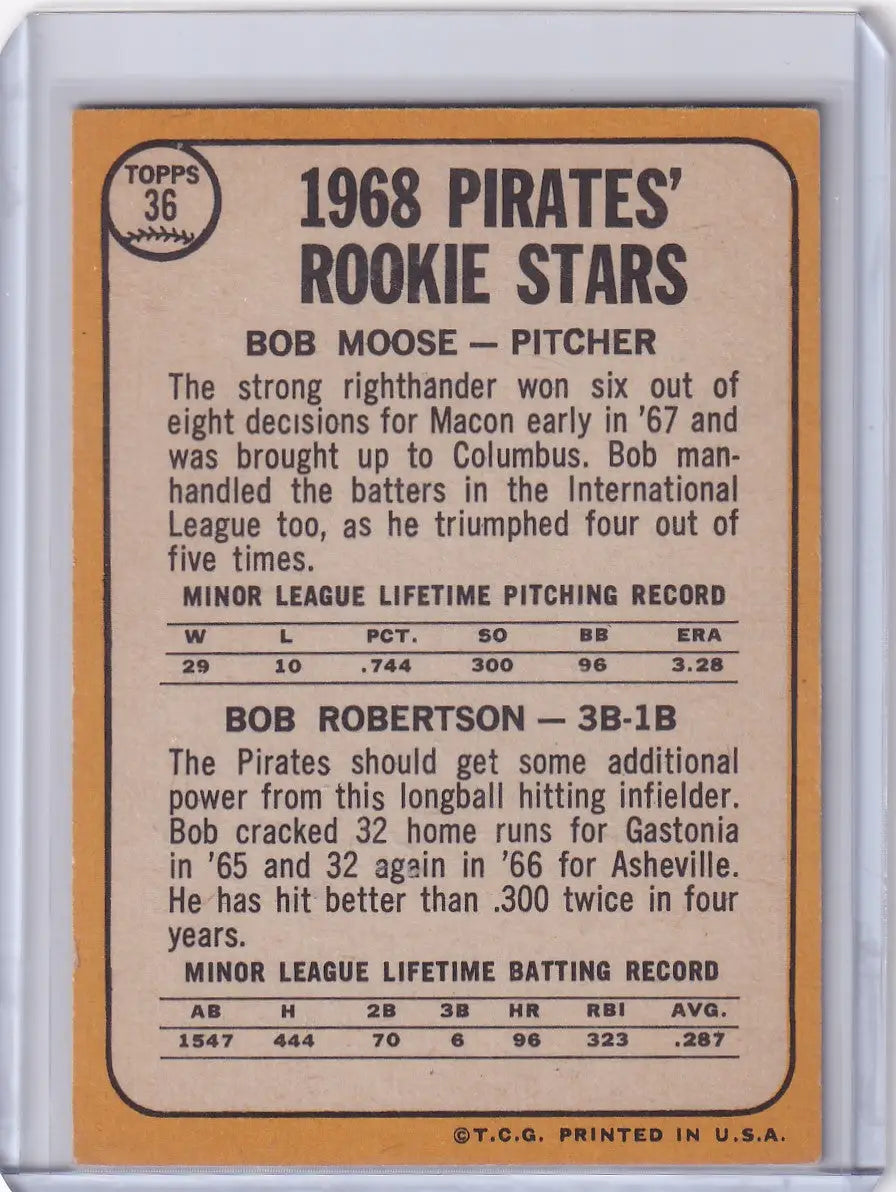 TOPPS
36
1968 PIRATES'
ROOKIE STARS
BOB MOOSE — PITCHER
The strong righthander won six out of
eight decisions for Macon early in '67 and
was brought up to Columbus. Bob man-
handled the batters in the International
League too, as he triumphed four out of
five times.
MINOR LEAGUE LIFETIME PITCHING RECORD
W L PCT. SO BB ERA
29 10 .744 300 96 3.28
BOB ROBERTSON — 3B-1B
The Pirates should get some additional
power from this longball hitting infielder.
Bob cracked 32 home runs for Gastonia
in '65 and 32 again in '66 for Asheville.
He has hit better than .300 twice in four
years.
MINOR LEAGUE LIFETIME BATTING RECORD
AB H 2B 3B HR RBI AVG.
1547 444 70 6 96 323 .287
©T.C.G. PRINTED IN U.S.A.